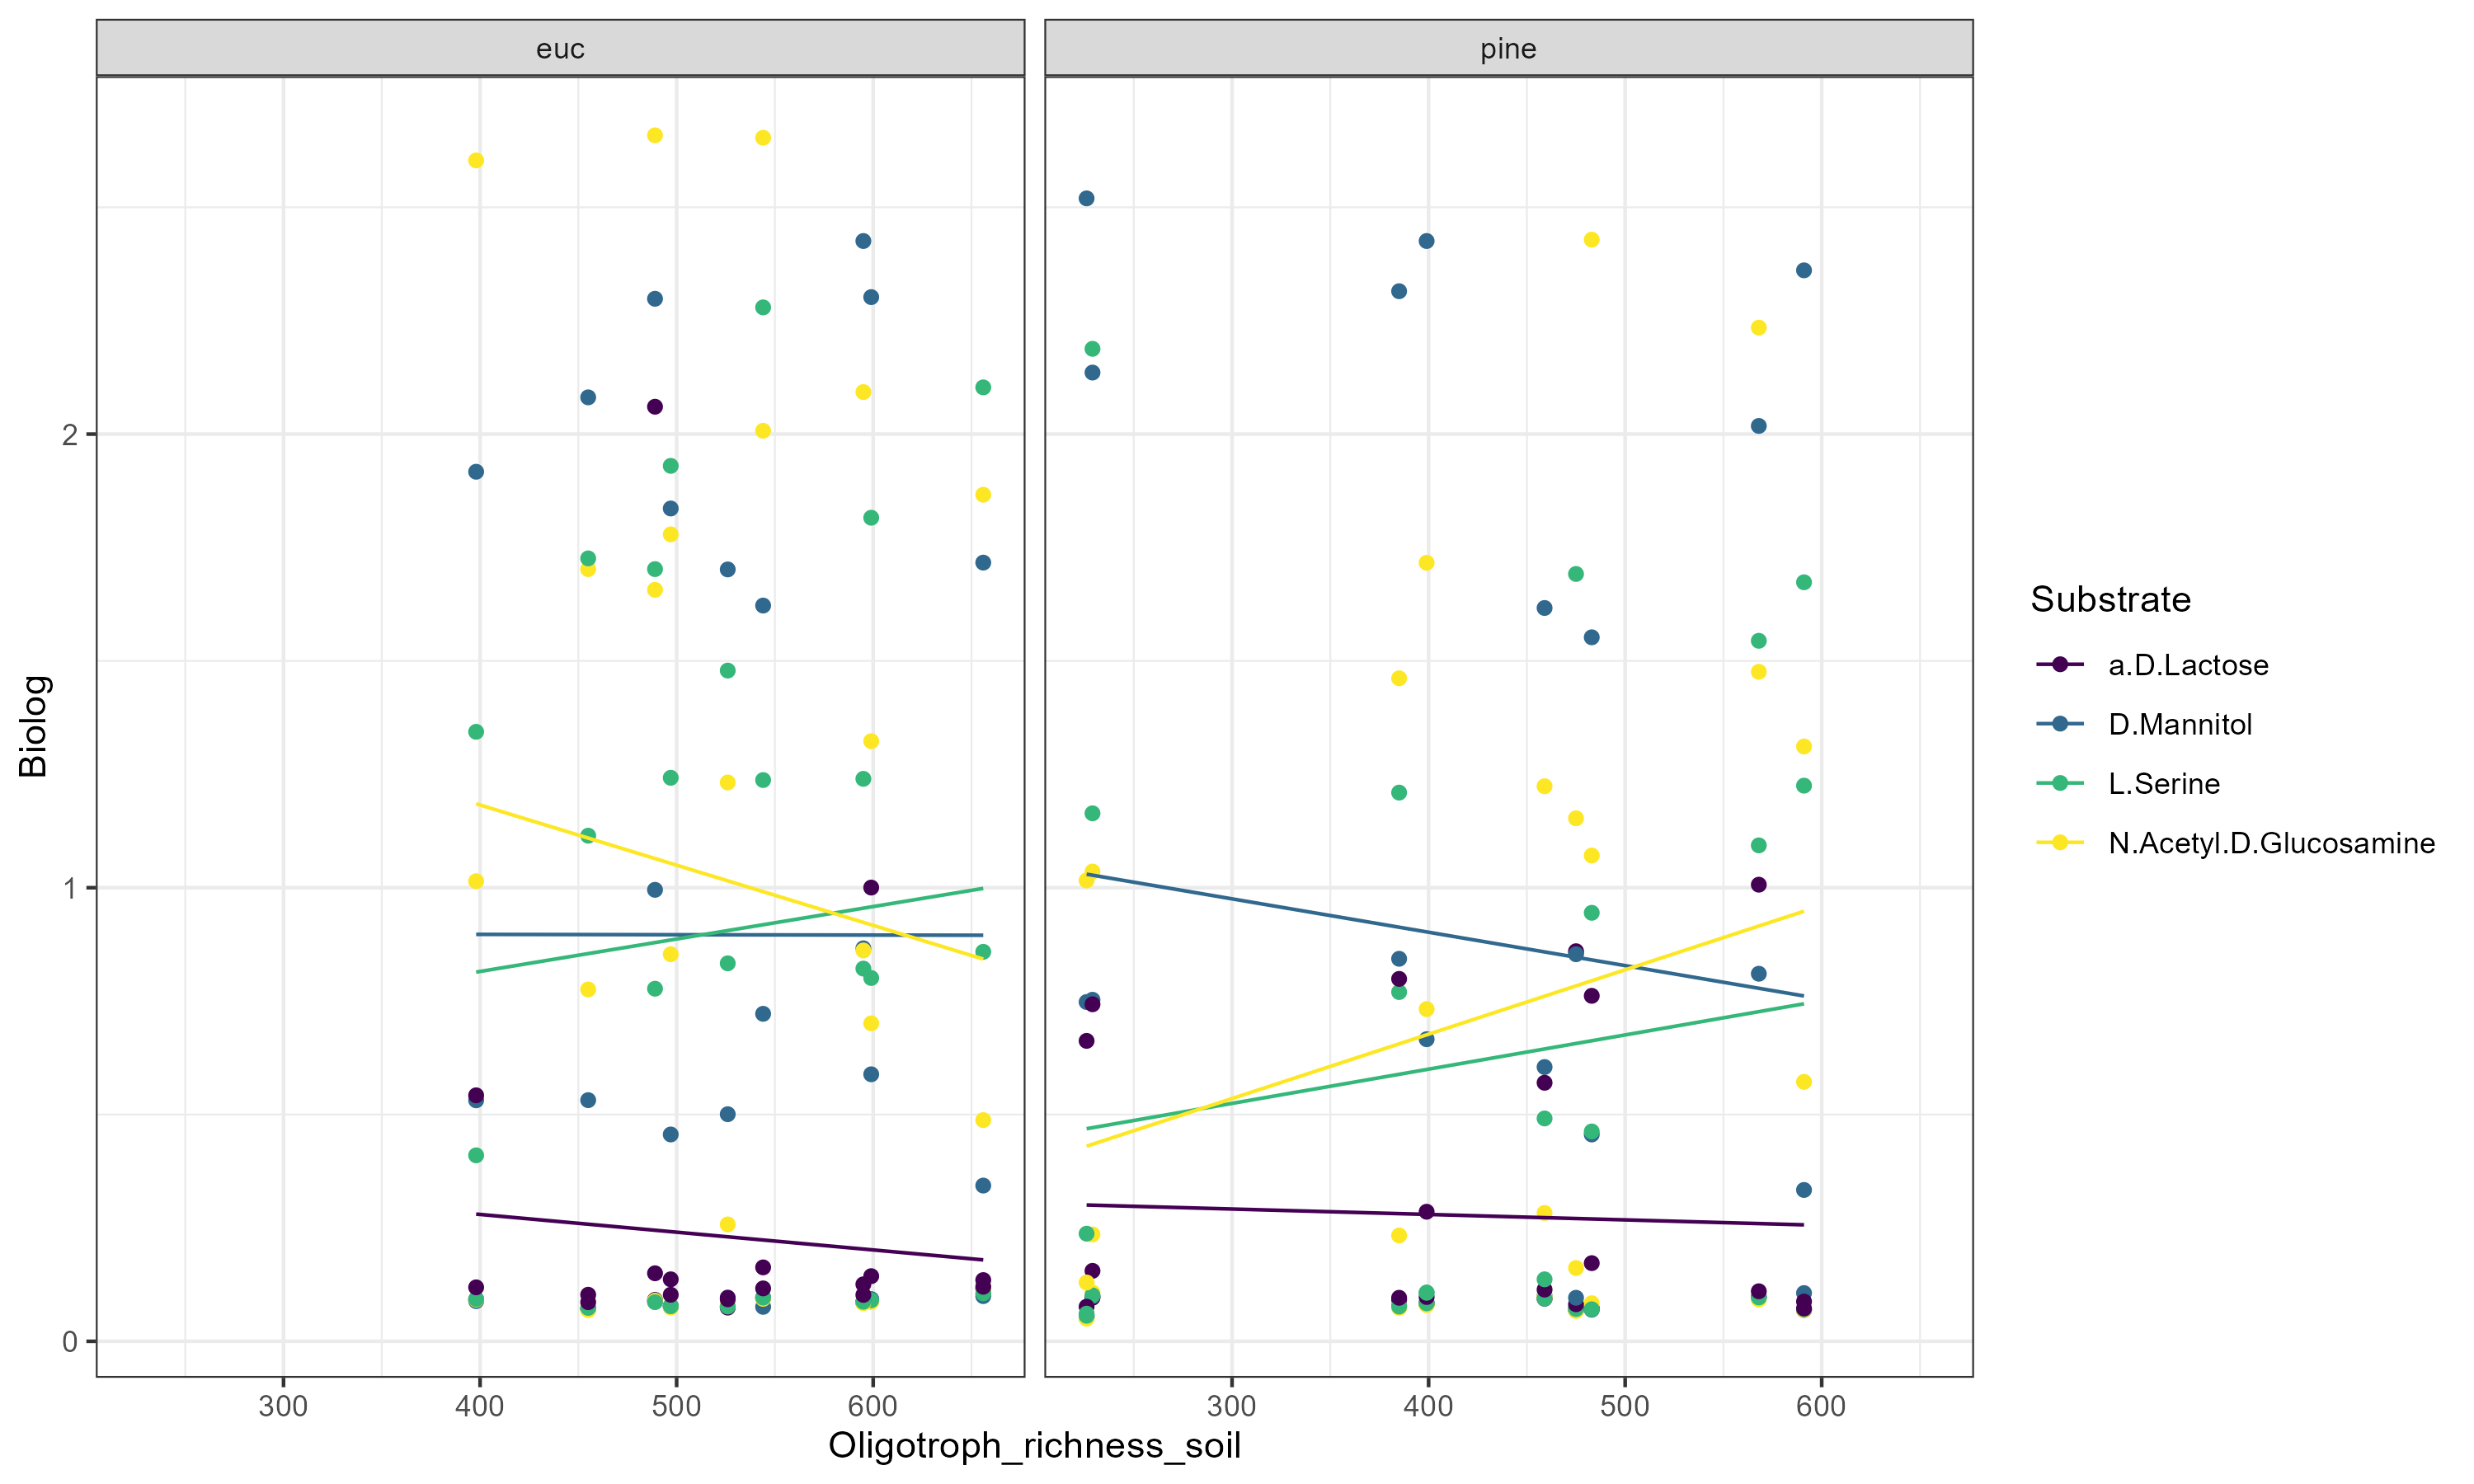 euc
pine
2
1
0
Biolog
300 400 500 600
300 400 500 600
Oligotroph_richness_soil
Substrate
a.D.Lactose
D.Mannitol
L.Serine
N.Acetyl.D.Glucosamine